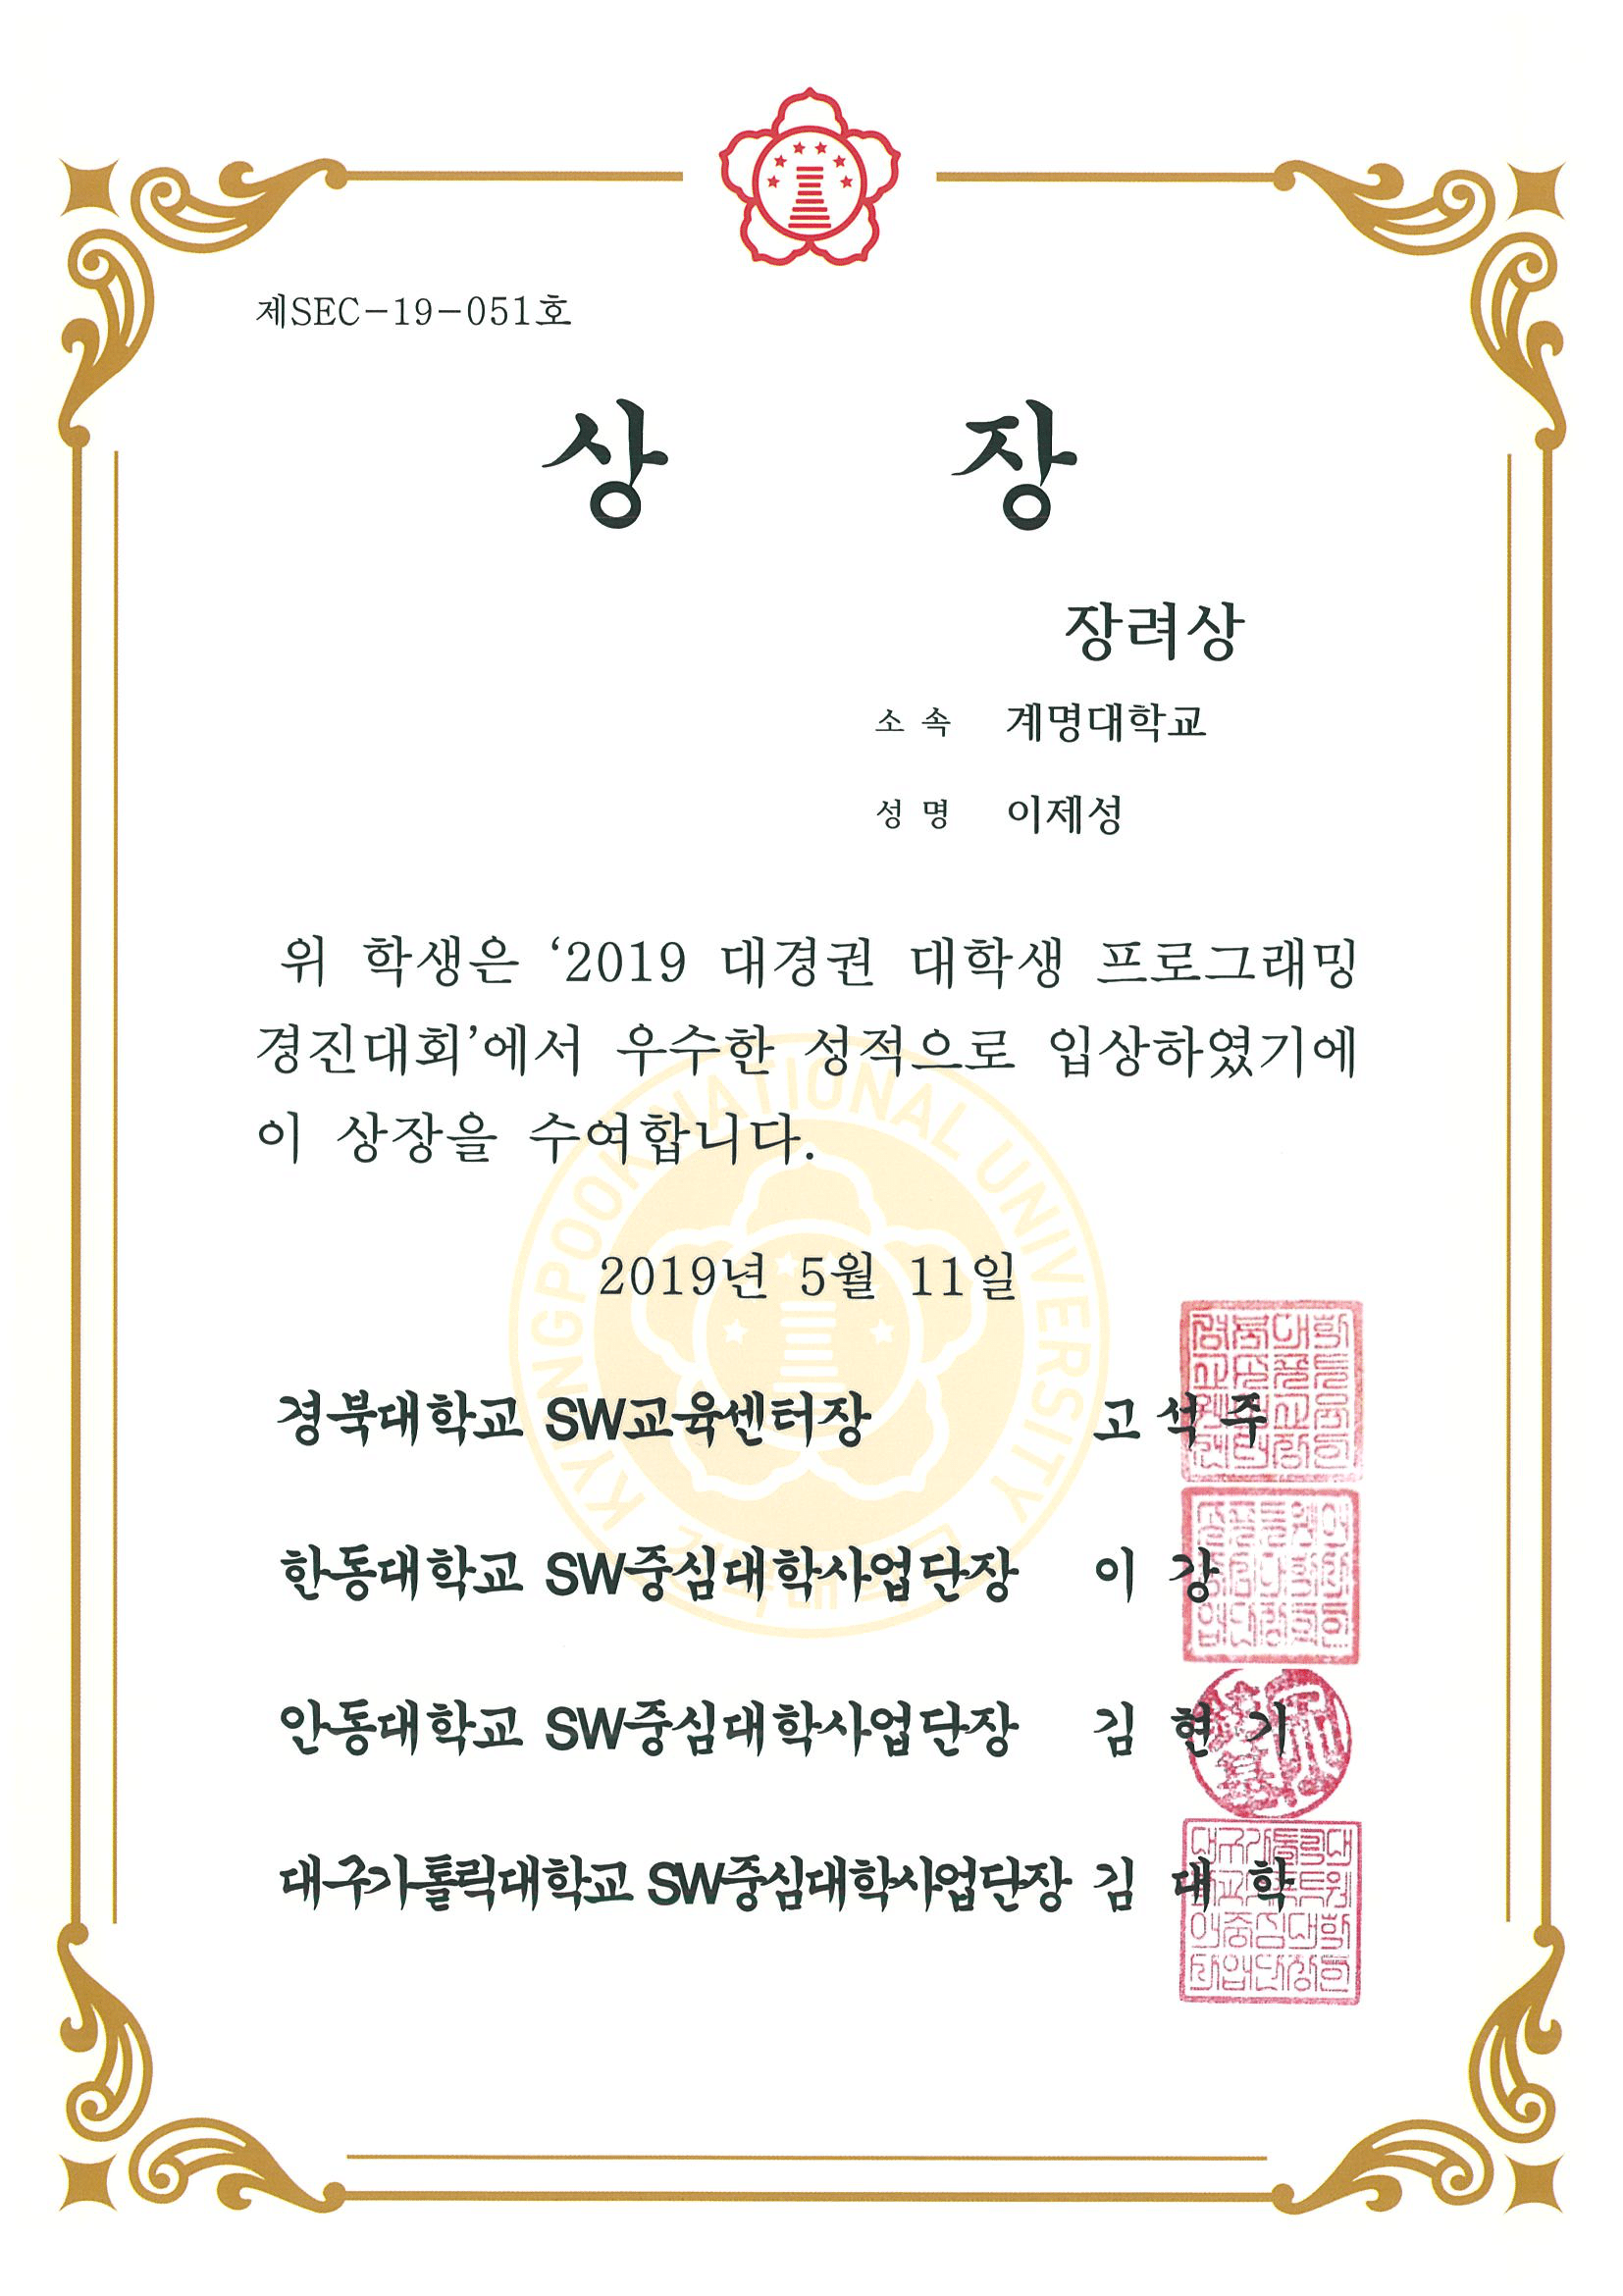 제SEC-19-051호
상 장
장려상
소 속 계명대학교
성 명 이제성
위 학생은 ‘2019 대경권 대학생 프로그래밍
경진대회’에서 우수한 성적으로 입상하였기에
이 상장을 수여합니다.
2019년 5월 11일
경북대학교 SW교육센터장 고 석 주
한동대학교 SW중심대학사업단장 이 강
안동대학교 SW중심대학사업단장 김 현 기
대구가톨릭대학교 SW중심대학사업단장 김 대 학
KYUNGPOOK NATIONAL UNIVERSITY
경북대학교